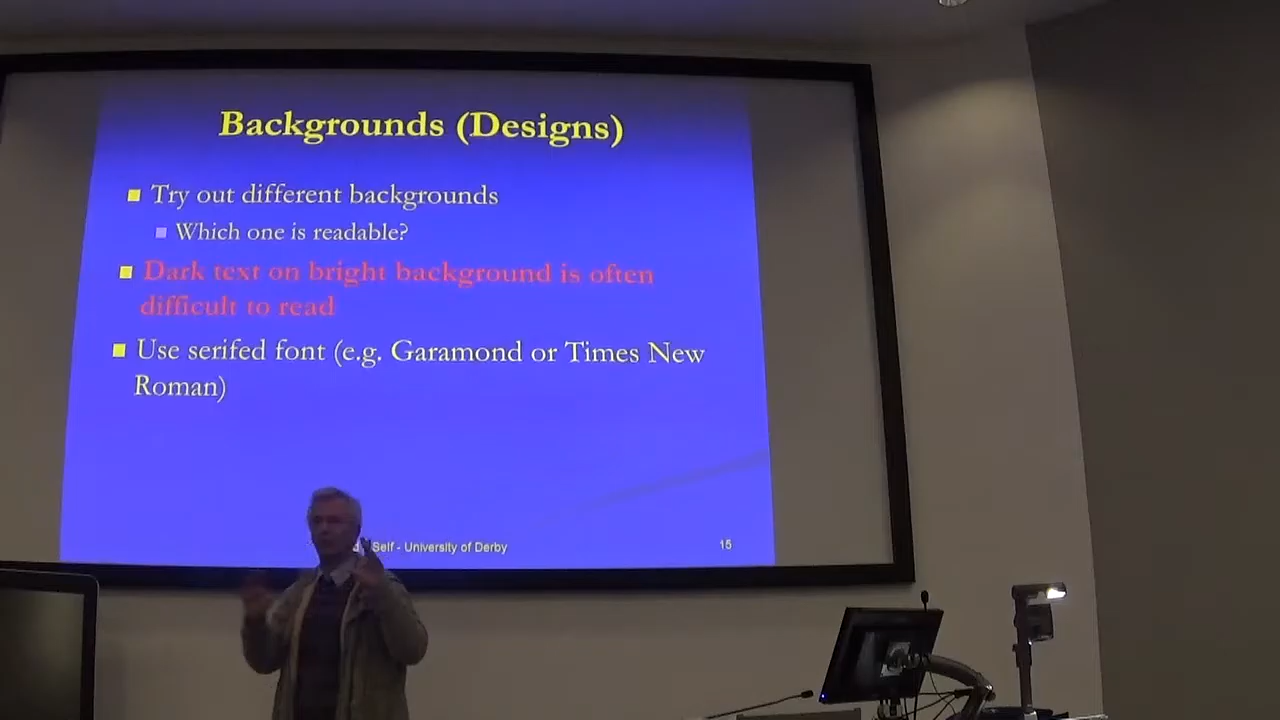 Backgrounds (Designs)
Try out different backgrounds
Which one is readable?
Dark text on bright background is often
difficult to read
Use serifed font (e.g. Garamond or Times New
Roman)
Self - University of Derby
15